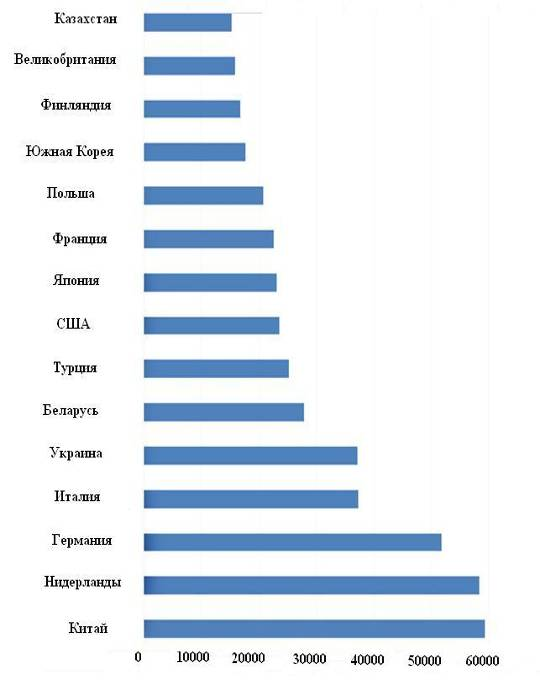 Казахстан
Великобритания
Финляндия
Южная Корея
Польша
Франция
Япония
США
Турция
Беларусь
Украина
Италия
Германия
Нидерланды
Китай
0 10000 20000 30000 40000 50000 60000